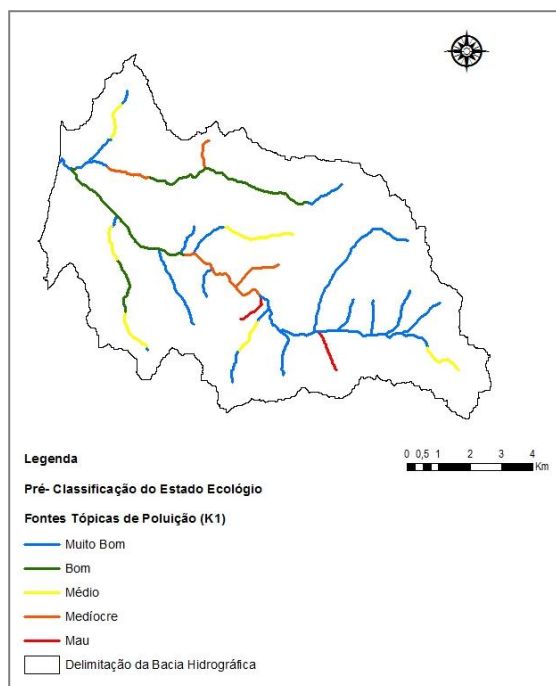 0 0,5 1 2 3 4
Km
Legenda
Pré- Classificação do Estado Ecológio
Fontes Tópicas de Poluição (K1)
Muito Bom
Bom
Médio
Medíocre
Mau
Delimitação da Bacia Hidrográfica